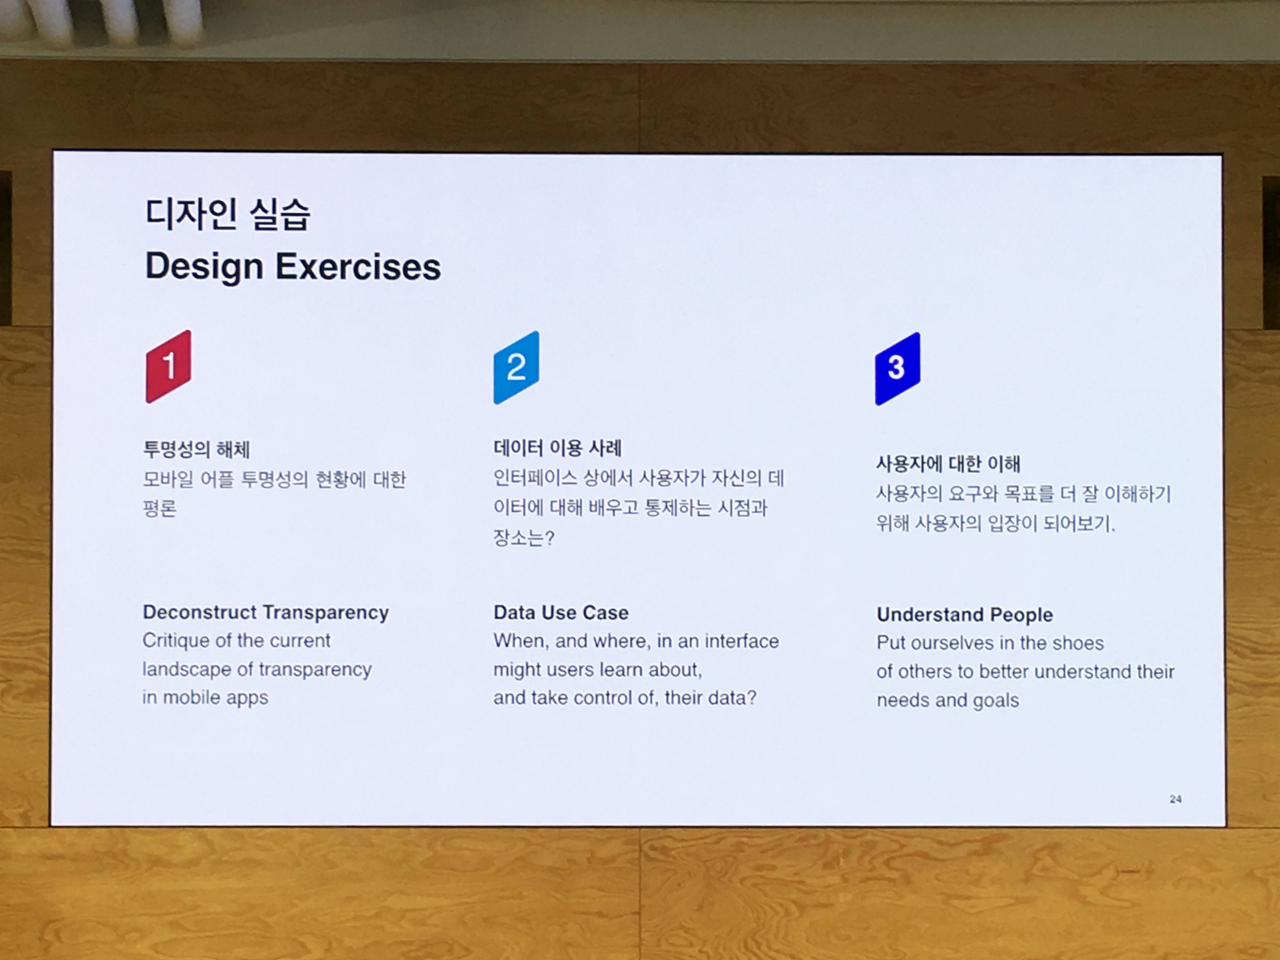 디자인 실습
Design Exercises
1
투명성의 해체
모바일 어플 투명성의 현황에 대한
평론
Deconstruct Transparency
Critique of the current
landscape of transparency
in mobile apps
2
데이터 이용 사례
인터페이스 상에서 사용자가 자신의 데
이터에 대해 배우고 통제하는 시점과
장소는?
Data Use Case
When, and where, in an interface
might users learn about,
and take control of, their data?
3
사용자에 대한 이해
사용자의 요구와 목표를 더 잘 이해하기
위해 사용자의 입장이 되어보기.
Understand People
Put ourselves in the shoes
of others to better understand their
needs and goals
24